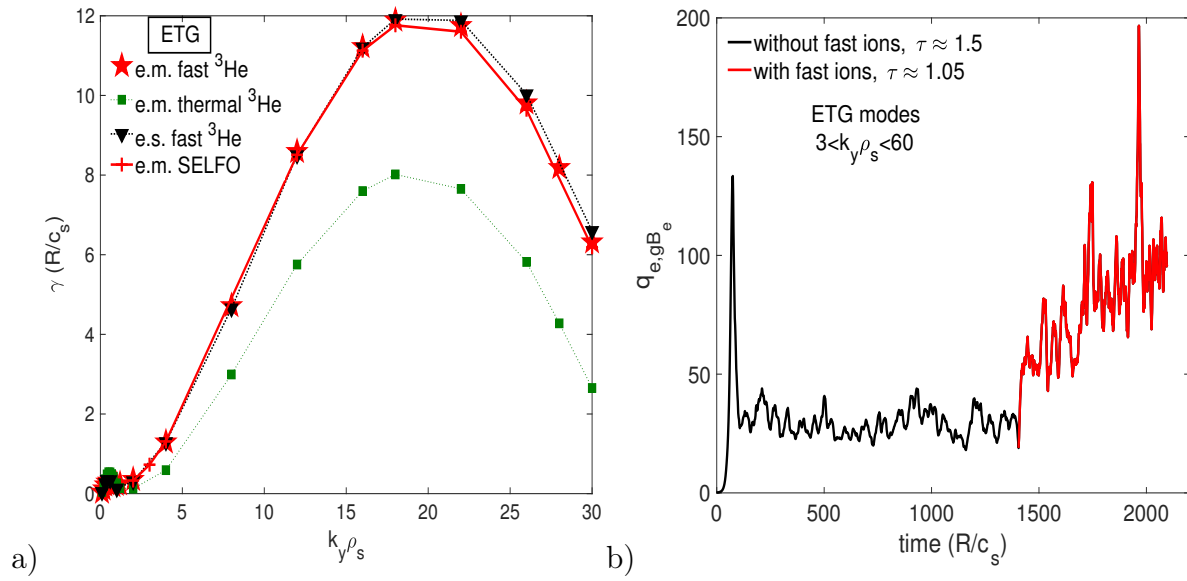 ETG
e.m. fast ³He
e.m. thermal ³He
e.s. fast ³He
e.m. SELFO
γ (R/c_s)
12
10
8
6
4
2
0
0 5 10 15 20 25 30
k_yρ_s
a)
without fast ions, τ ≈ 1.5
with fast ions, τ ≈ 1.05
ETG modes
3<k_yρ_s<60
q_{e,gB_e}
200
150
100
50
0
0 500 1000 1500 2000
time (R/c_s)
b)